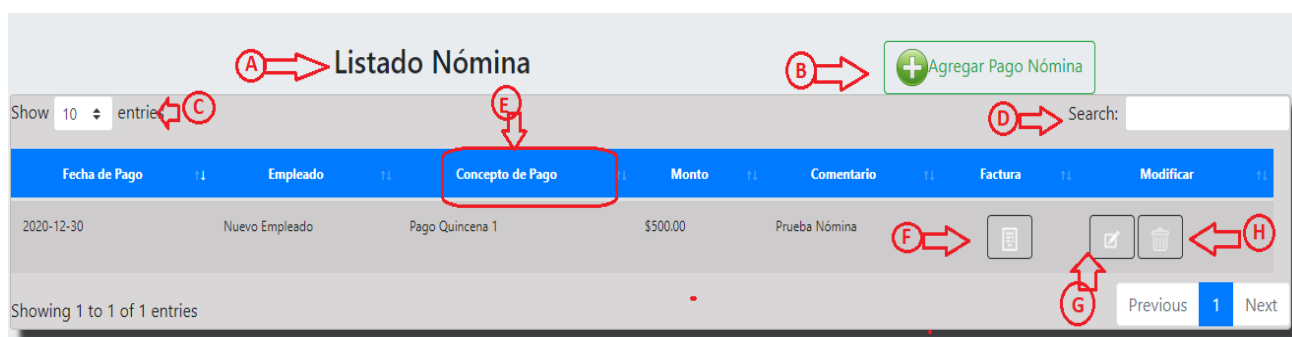 A Listado Nómina B Agregar Pago Nómina
Show 10 entries C E D Search:
Fecha de Pago Empleado Concepto de Pago Monto Comentario Factura Modificar
2020-12-30 Nuevo Empleado Pago Quincena 1 $500.00 Prueba Nómina F H
G
Showing 1 to 1 of 1 entries Previous 1 Next